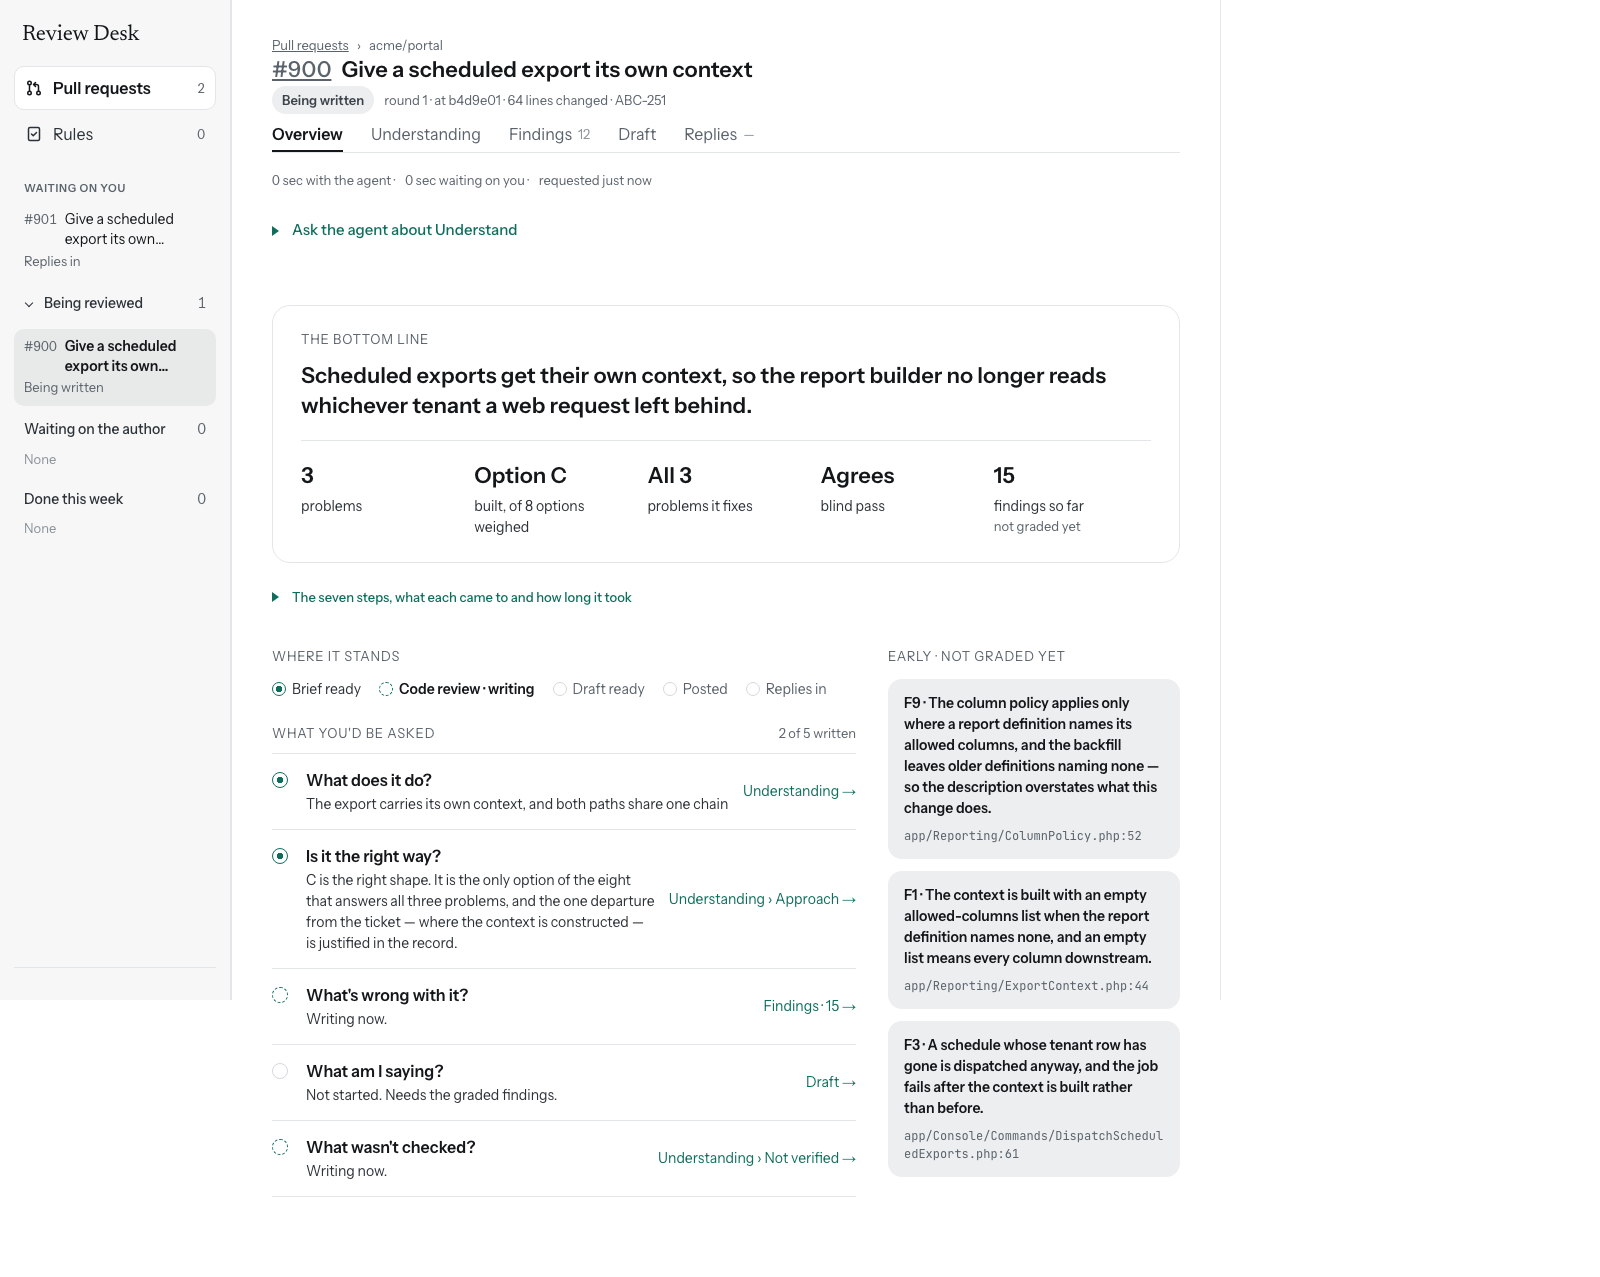 Review Desk
Pull requests 2
Rules 0
WAITING ON YOU
#901 Give a scheduled
export its own...
Replies in
Being reviewed 1
#900 Give a scheduled
export its own...
Being written
Waiting on the author 0
None
Done this week 0
None
Pull requests › acme/portal
#900 Give a scheduled export its own context
Being written round 1 · at b4d9e01 · 64 lines changed · ABC-251
Overview Understanding Findings 12 Draft Replies —
0 sec with the agent · 0 sec waiting on you · requested just now
Ask the agent about Understand
THE BOTTOM LINE
Scheduled exports get their own context, so the report builder no longer reads
whichever tenant a web request left behind.
3
problems
Option C
built, of 8 options
weighed
All 3
problems it fixes
Agrees
blind pass
15
findings so far
not graded yet
The seven steps, what each came to and how long it took
WHERE IT STANDS
Brief ready Code review · writing Draft ready Posted Replies in
WHAT YOU'D BE ASKED 2 of 5 written
What does it do?
The export carries its own context, and both paths share one chain
Understanding →
Is it the right way?
C is the right shape. It is the only option of the eight
that answers all three problems, and the one departure
from the ticket — where the context is constructed —
is justified in the record.
Understanding › Approach →
What's wrong with it?
Writing now.
Findings · 15 →
What am I saying?
Not started. Needs the graded findings.
Draft →
What wasn't checked?
Writing now.
Understanding › Not verified →
EARLY · NOT GRADED YET
F9 · The column policy applies only
where a report definition names its
allowed columns, and the backfill
leaves older definitions naming none —
so the description overstates what this
change does.
app/Reporting/ColumnPolicy.php:52
F1 · The context is built with an empty
allowed-columns list when the report
definition names none, and an empty
list means every column downstream.
app/Reporting/ExportContext.php:44
F3 · A schedule whose tenant row has
gone is dispatched anyway, and the job
fails after the context is built rather
than before.
app/Console/Commands/DispatchSchedul
edExports.php:61